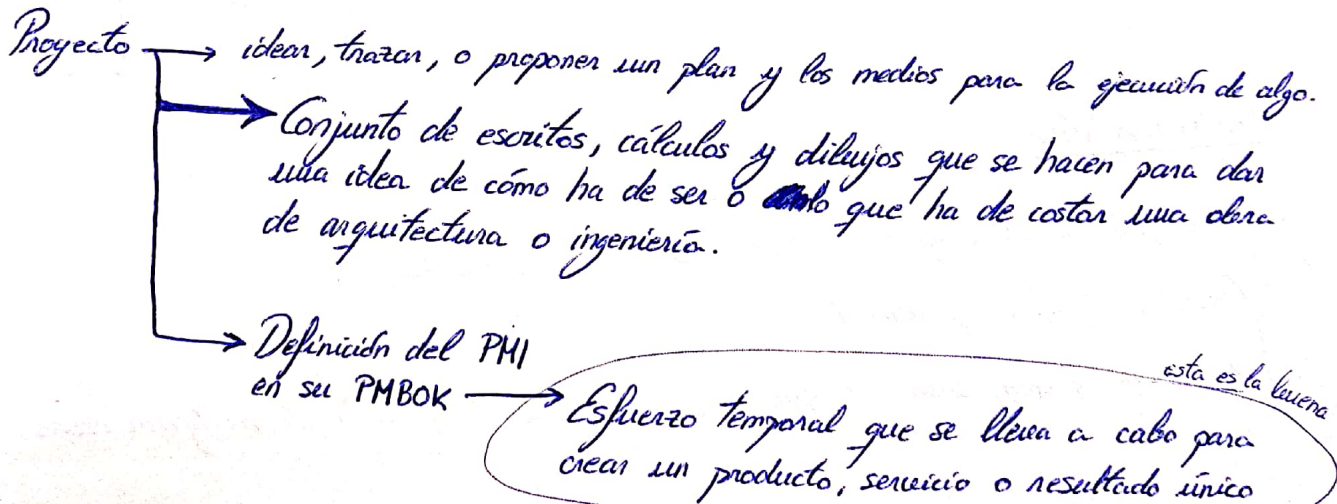 Proyecto → idear, trazar, o proponer un plan y los medios para la ejecución de algo.
Conjunto de escritos, cálculos y dibujos que se hacen para dar
una idea de cómo ha de ser o lo que ha de costar una obra
de arquitectura o ingeniería.
Definición del PMI
en su PMBOK →
esta es la buena
Esfuerzo temporal que se lleva a cabo para
crear un producto, servicio o resultado único